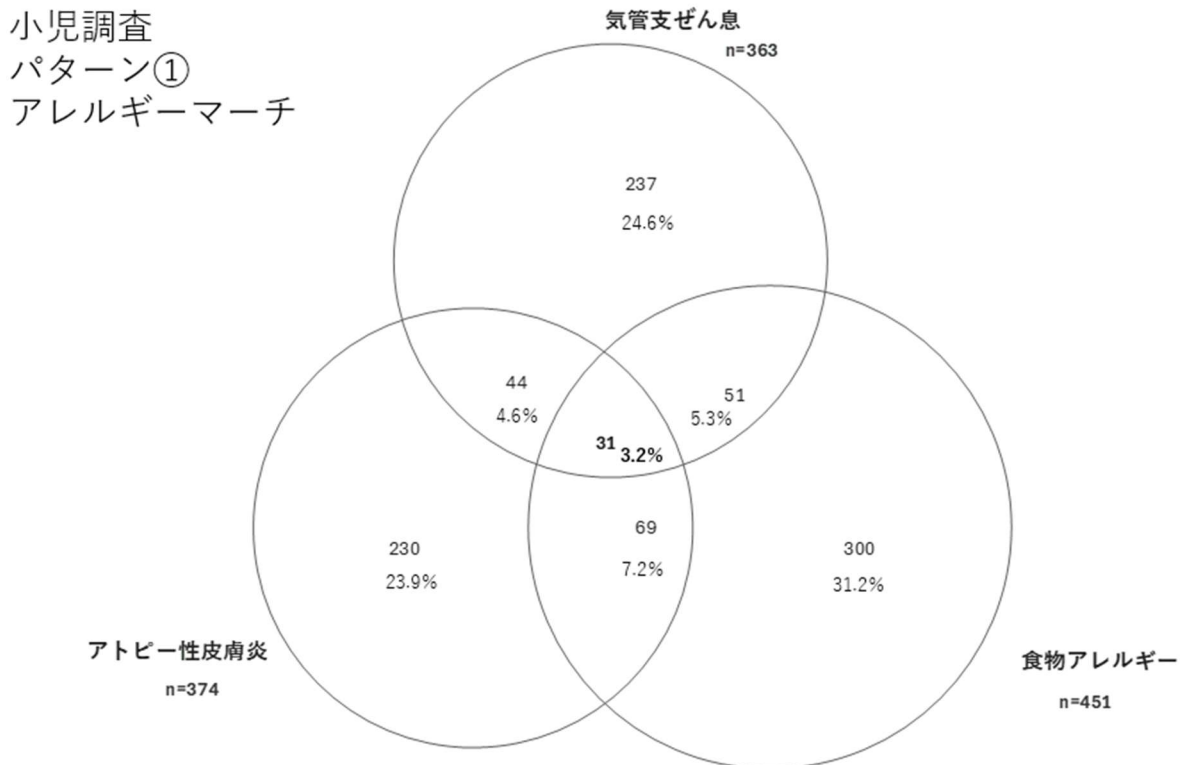 小児調査
パターン①
アレルギーマーチ
気管支ぜん息
n=363
237
24.6%
44
4.6%
51
5.3%
31
3.2%
69
7.2%
230
23.9%
300
31.2%
アトピー性皮膚炎
n=374
食物アレルギー
n=451